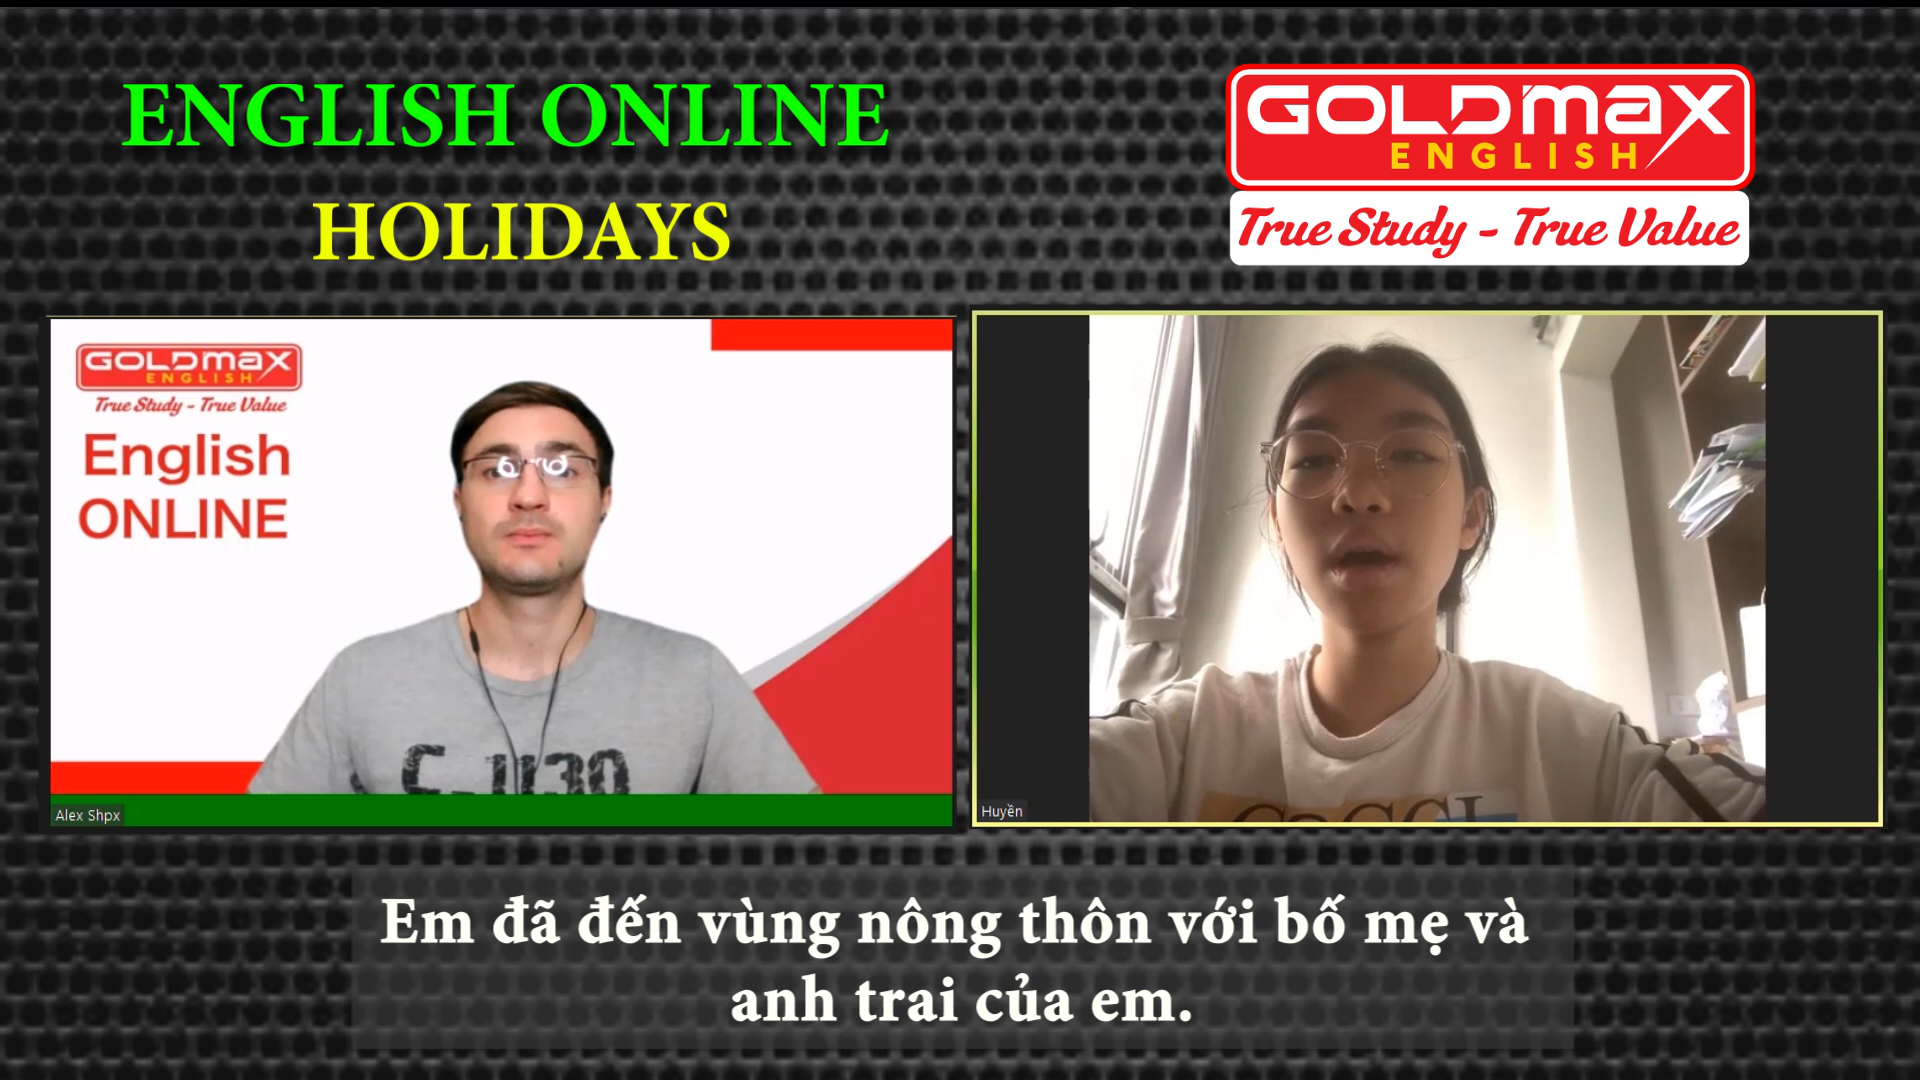 ENGLISH ONLINE
HOLIDAYS
GOLDMAX
ENGLISH
True Study - True Value
GOLDMAX
ENGLISH
True Study - True Value
English
ONLINE
Alex Shpx
Huyền
Em đã đến vùng nông thôn với bố mẹ và
anh trai của em.